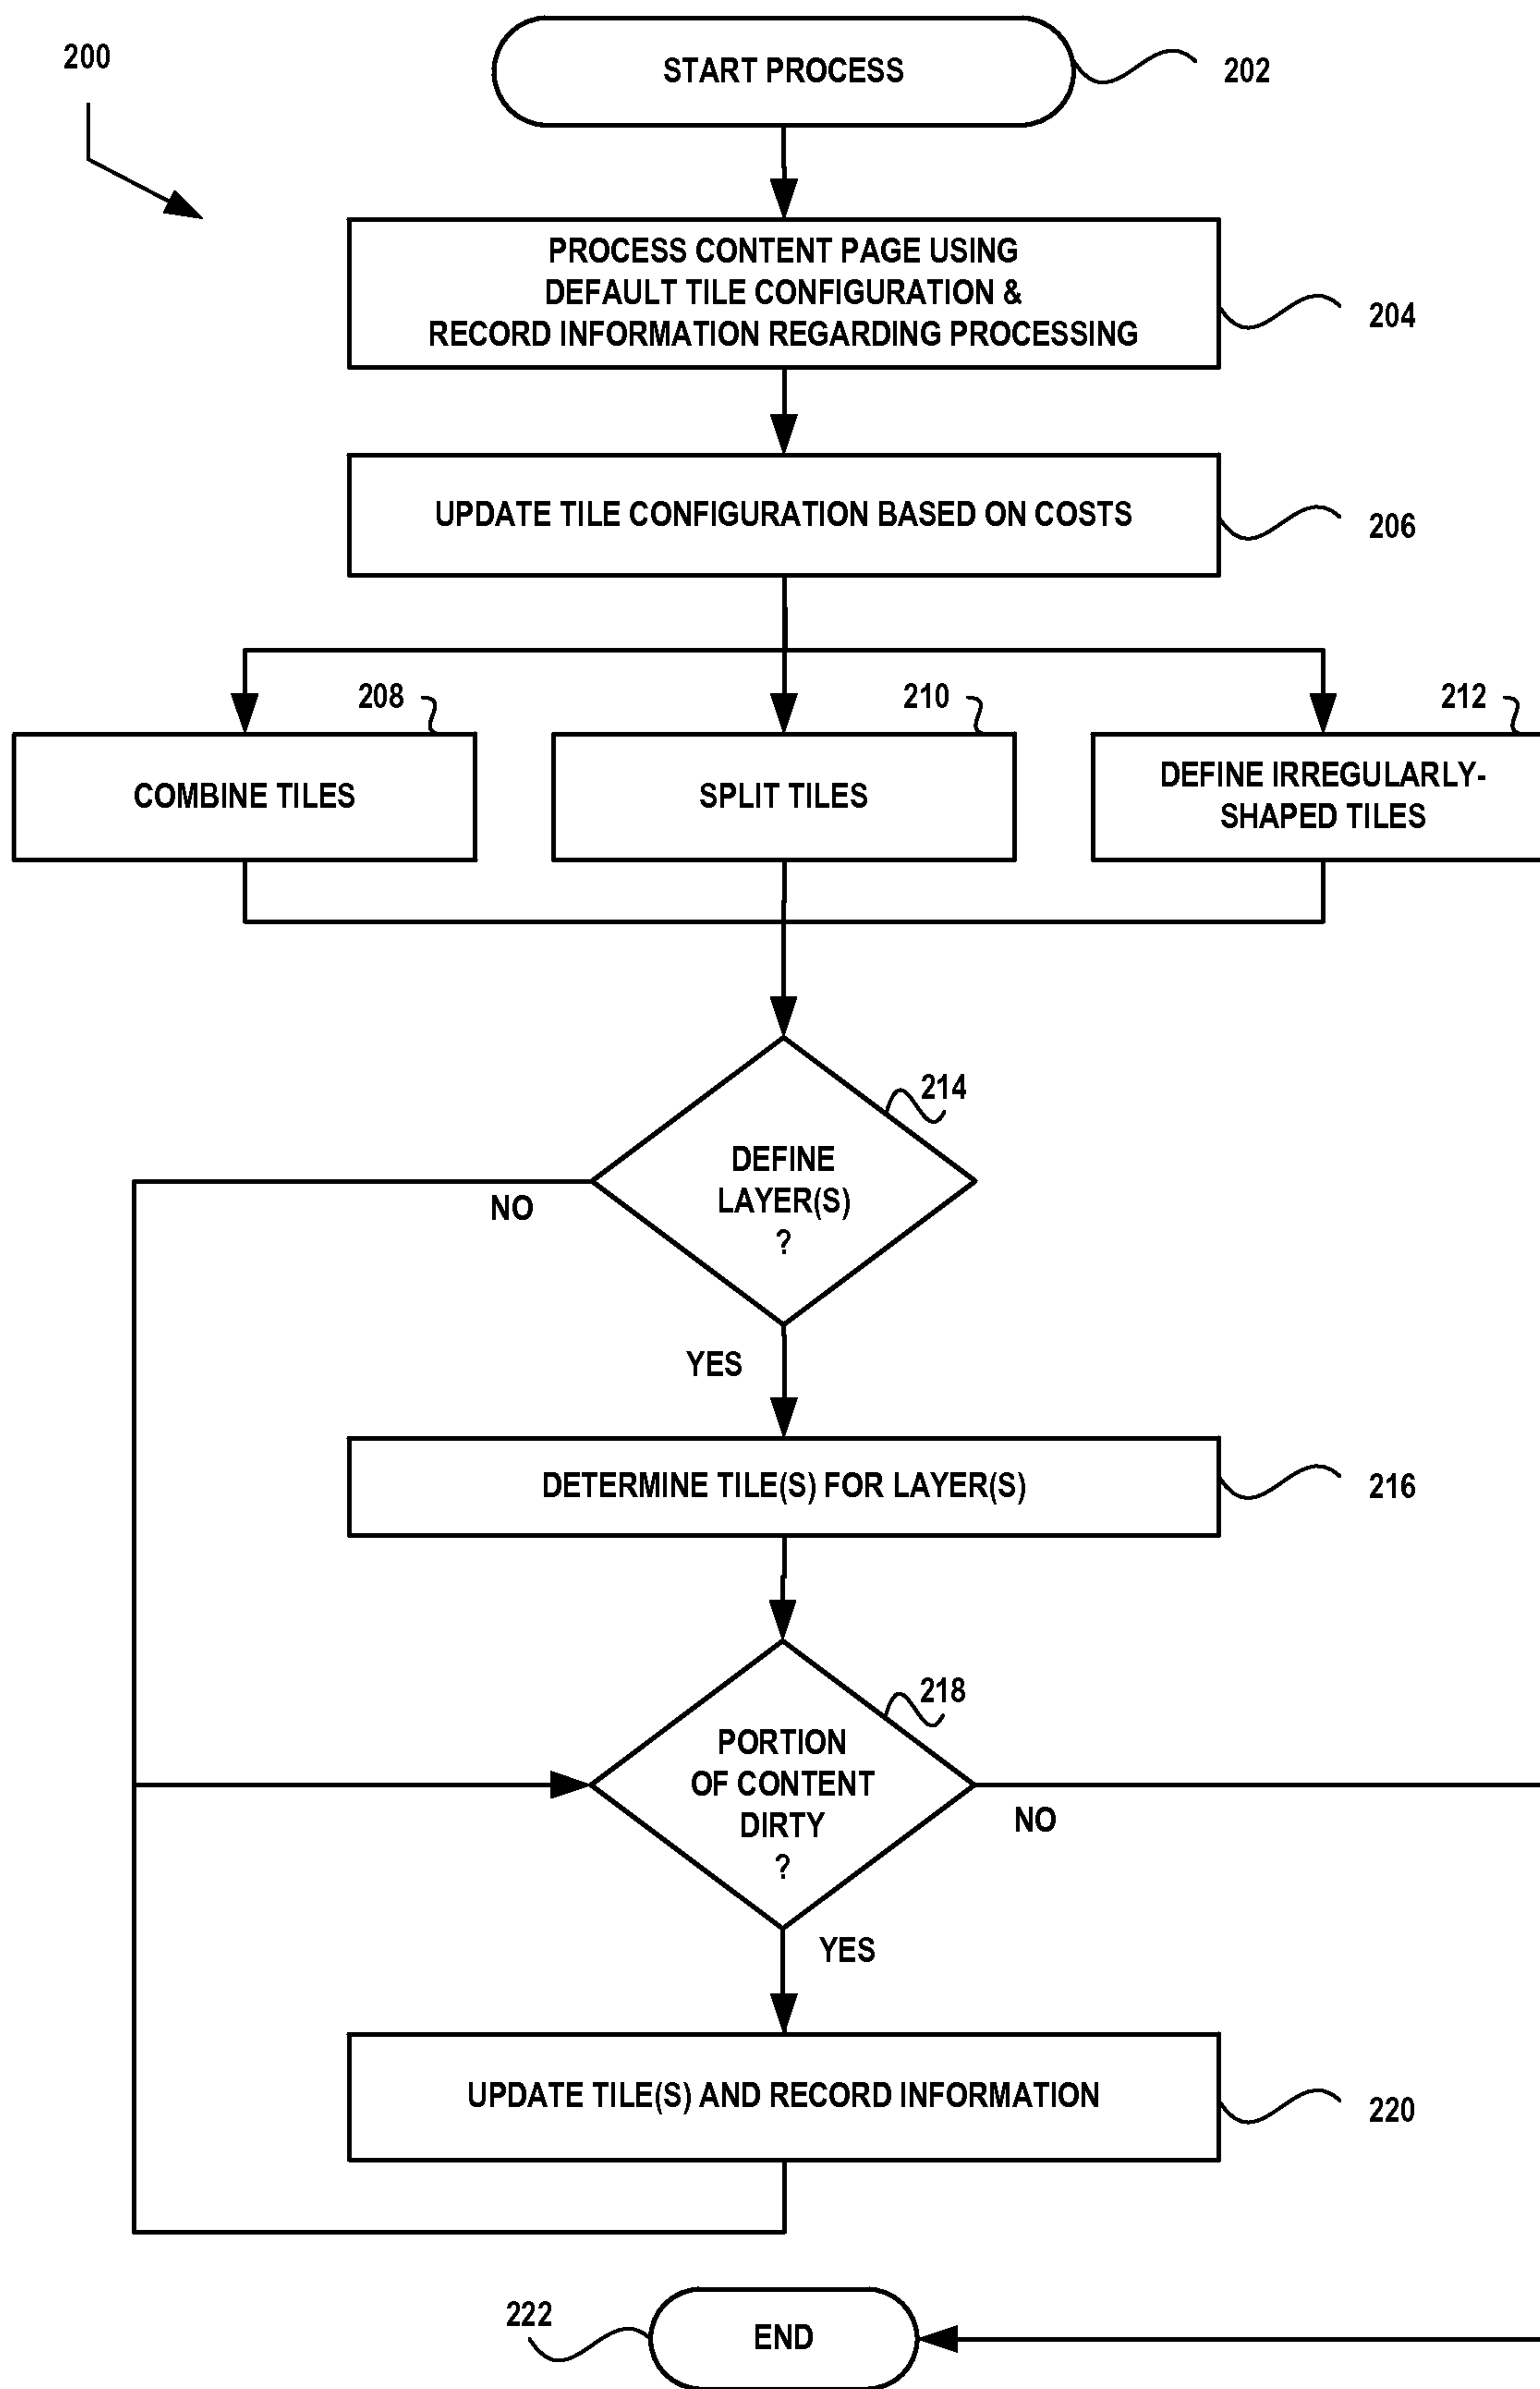 200
START PROCESS
202
PROCESS CONTENT PAGE USING
DEFAULT TILE CONFIGURATION &
RECORD INFORMATION REGARDING PROCESSING
204
UPDATE TILE CONFIGURATION BASED ON COSTS
206
208
210
212
COMBINE TILES
SPLIT TILES
DEFINE IRREGULARLY-
SHAPED TILES
214
DEFINE
LAYER(S)
?
NO
YES
DETERMINE TILE(S) FOR LAYER(S)
216
218
PORTION
OF CONTENT
DIRTY
?
NO
YES
UPDATE TILE(S) AND RECORD INFORMATION
220
222
END